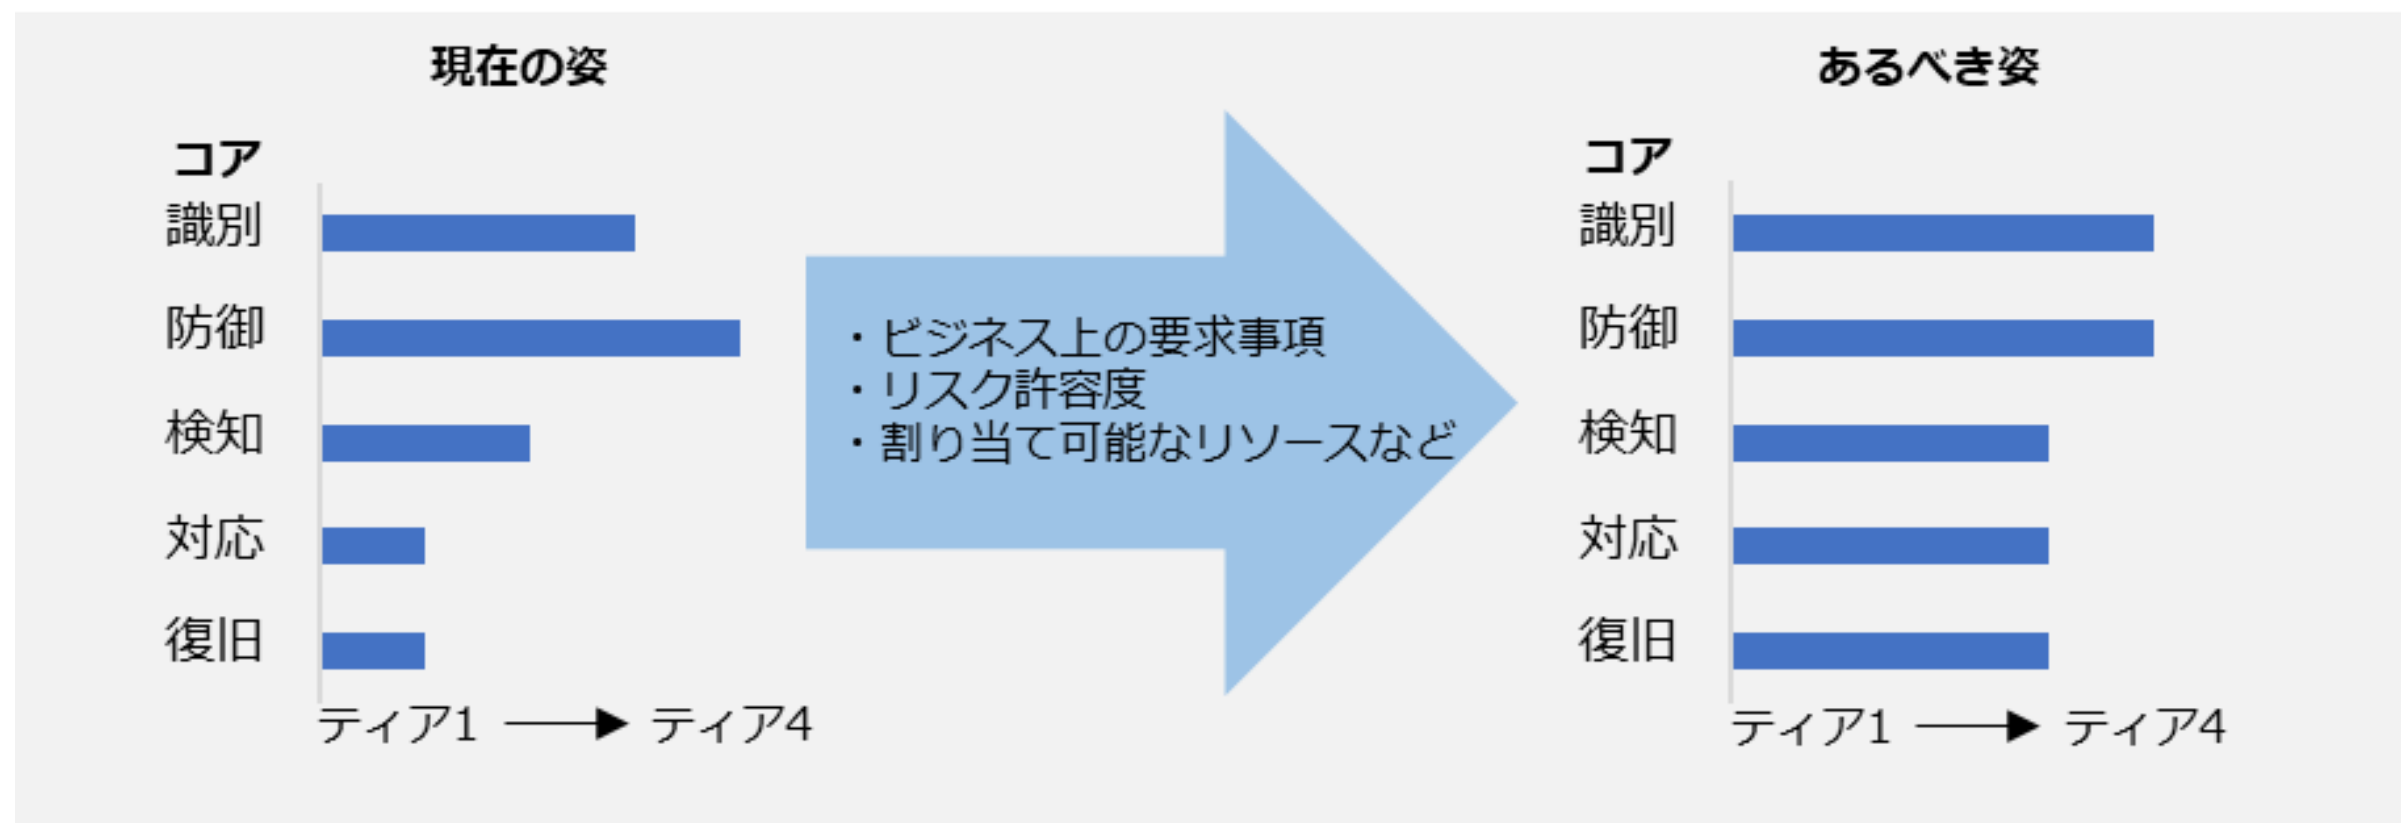 現在の姿
コア
識別
防御
検知
対応
復旧
ティア1
ティア4
・ビジネス上の要求事項
・リスク許容度
・割り当て可能なリソースなど
あるべき姿
コア
識別
防御
検知
対応
復旧
ティア1
ティア4